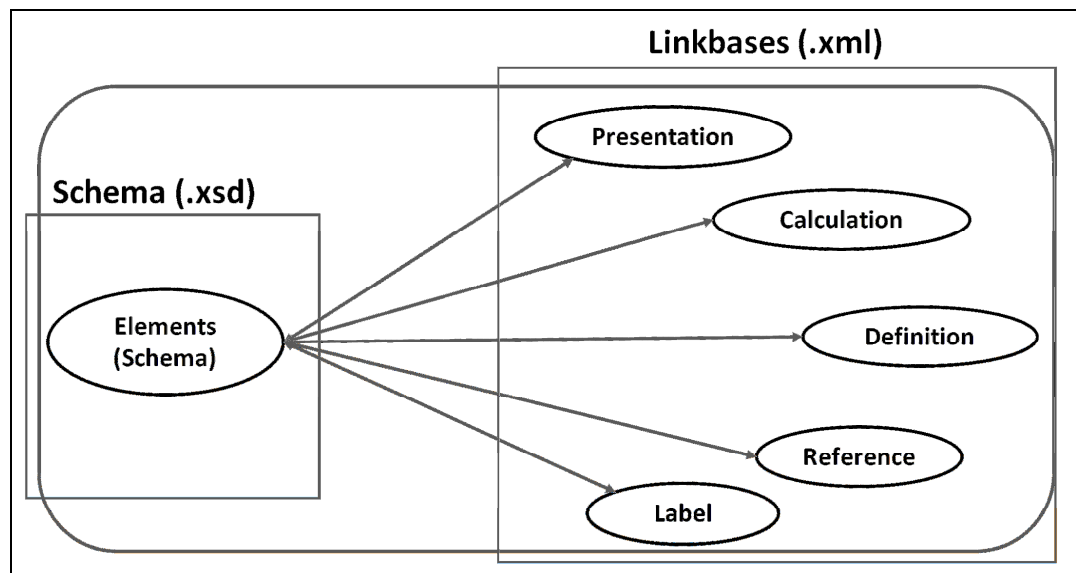 Linkbases (.xml)
Presentation
Schema (.xsd)
Calculation
Elements
(Schema)
Definition
Reference
Label